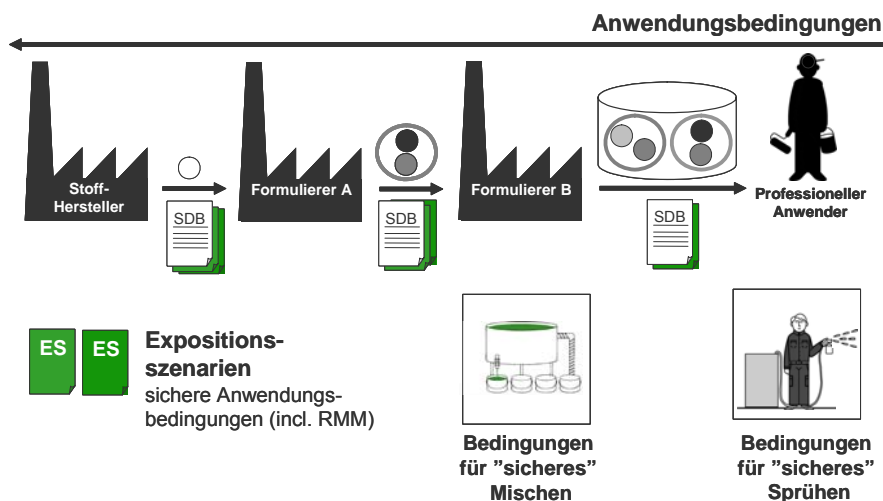 Anwendungsbedingungen
Stoff-
Hersteller
Formulierer A
Formulierer B
Professioneller
Anwender
SDB
SDB
SDB
ES
ES
Expositions-
szenarien
sichere Anwendungs-
bedingungen (incl. RMM)
Bedingungen
für ”sicheres”
Mischen
Bedingungen
für ”sicheres”
Sprühen